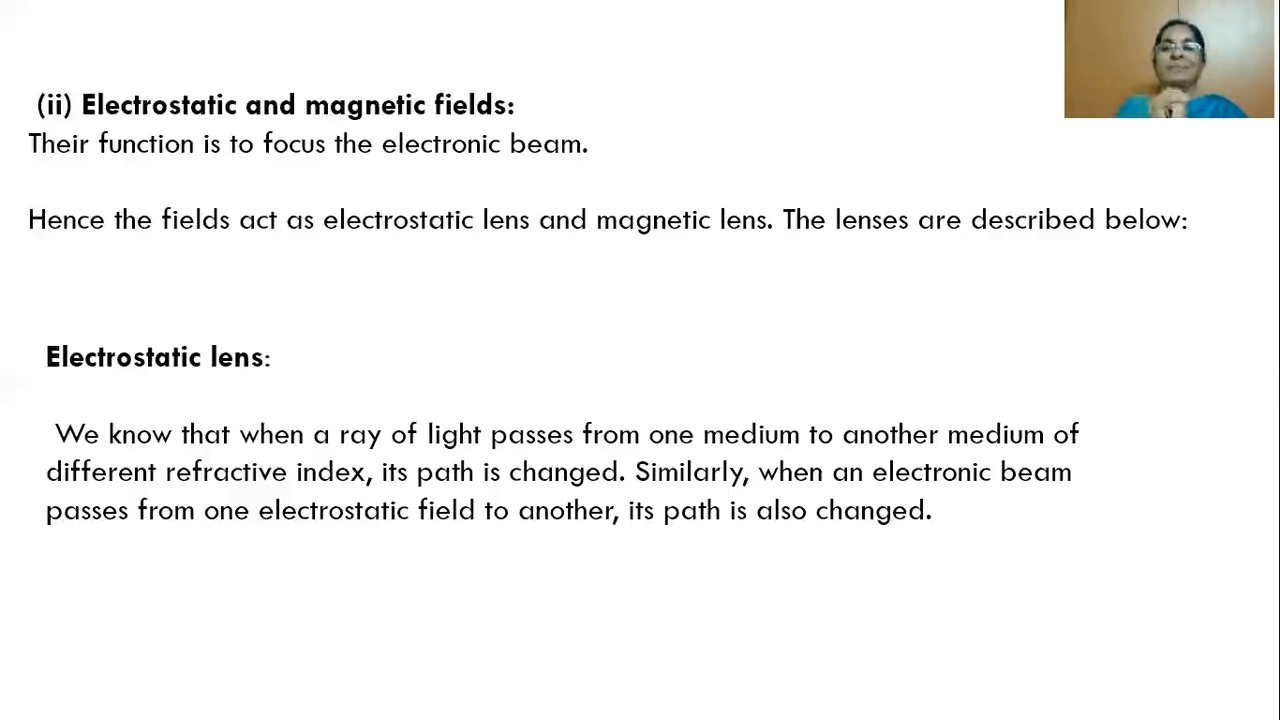 (ii) Electrostatic and magnetic fields:
Their function is to focus the electronic beam.
Hence the fields act as electrostatic lens and magnetic lens. The lenses are described below:
Electrostatic lens:
We know that when a ray of light passes from one medium to another medium of
different refractive index, its path is changed. Similarly, when an electronic beam
passes from one electrostatic field to another, its path is also changed.